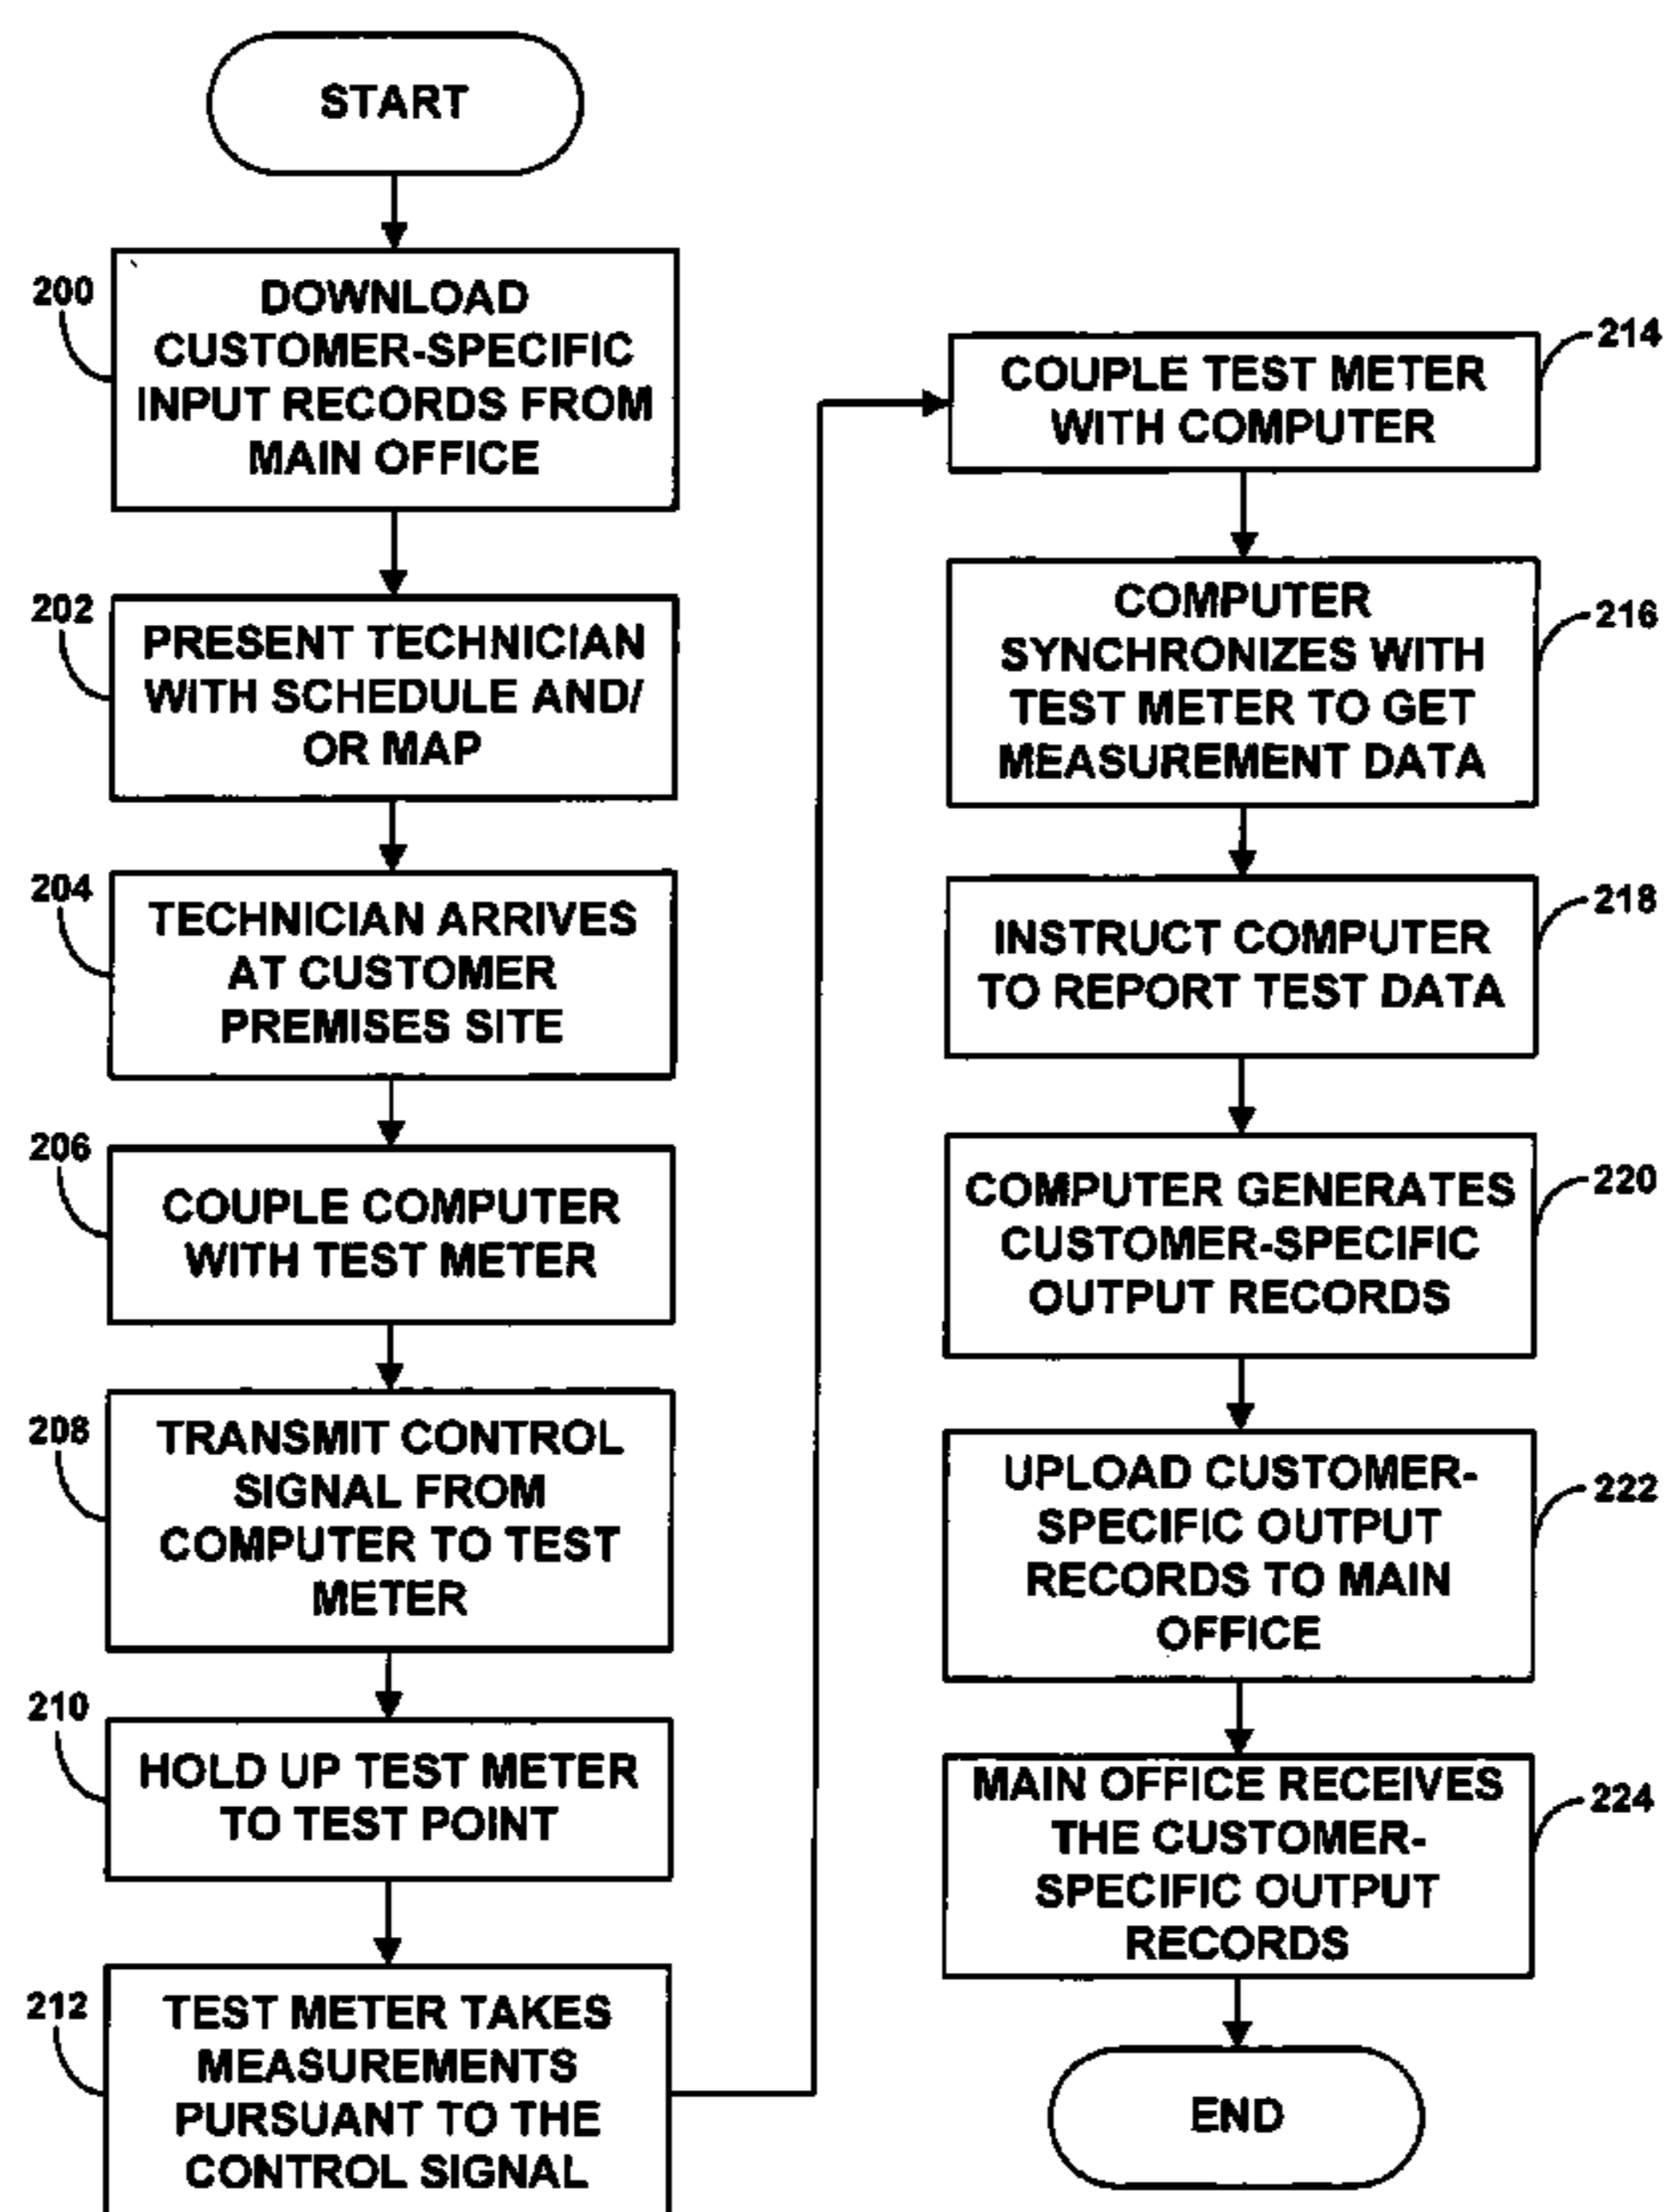 START
200
DOWNLOAD
CUSTOMER-SPECIFIC
INPUT RECORDS FROM
MAIN OFFICE
202
PRESENT TECHNICIAN
WITH SCHEDULE AND/
OR MAP
204
TECHNICIAN ARRIVES
AT CUSTOMER
PREMISES SITE
206
COUPLE COMPUTER
WITH TEST METER
208
TRANSMIT CONTROL
SIGNAL FROM
COMPUTER TO TEST
METER
210
HOLD UP TEST METER
TO TEST POINT
212
TEST METER TAKES
MEASUREMENTS
PURSUANT TO THE
CONTROL SIGNAL
214
COUPLE TEST METER
WITH COMPUTER
216
COMPUTER
SYNCHRONIZES WITH
TEST METER TO GET
MEASUREMENT DATA
218
INSTRUCT COMPUTER
TO REPORT TEST DATA
220
COMPUTER GENERATES
CUSTOMER-SPECIFIC
OUTPUT RECORDS
222
UPLOAD CUSTOMER-
SPECIFIC OUTPUT
RECORDS TO MAIN
OFFICE
224
MAIN OFFICE RECEIVES
THE CUSTOMER-
SPECIFIC OUTPUT
RECORDS
END